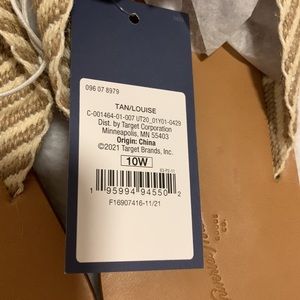 096 07 8979
TAN/LOUISE
C-001464-01-007 UT20_01Y01-0429
Dist. by Target Corporation
Minneapolis, MN 55403
Origin: China
©2021 Target Brands, Inc.
10W
1 95994 94550 2
F16907416-11/21